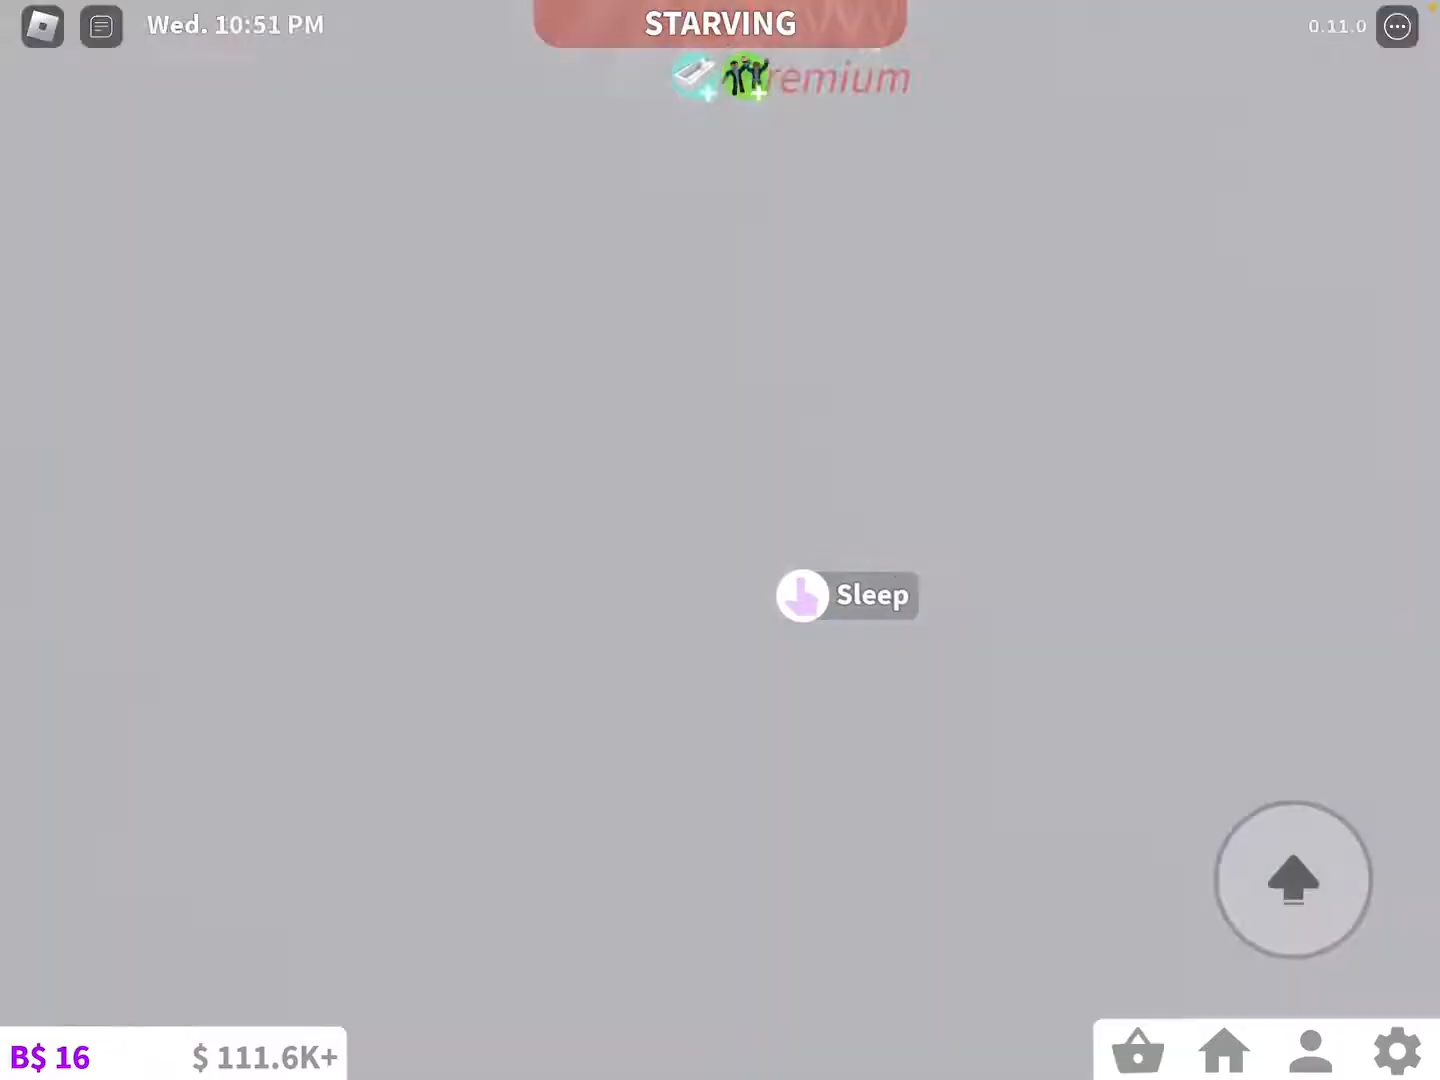 Wed. 10:51 PM
STARVING
0.11.0
remium
Sleep
B$ 16
$ 111.6K+